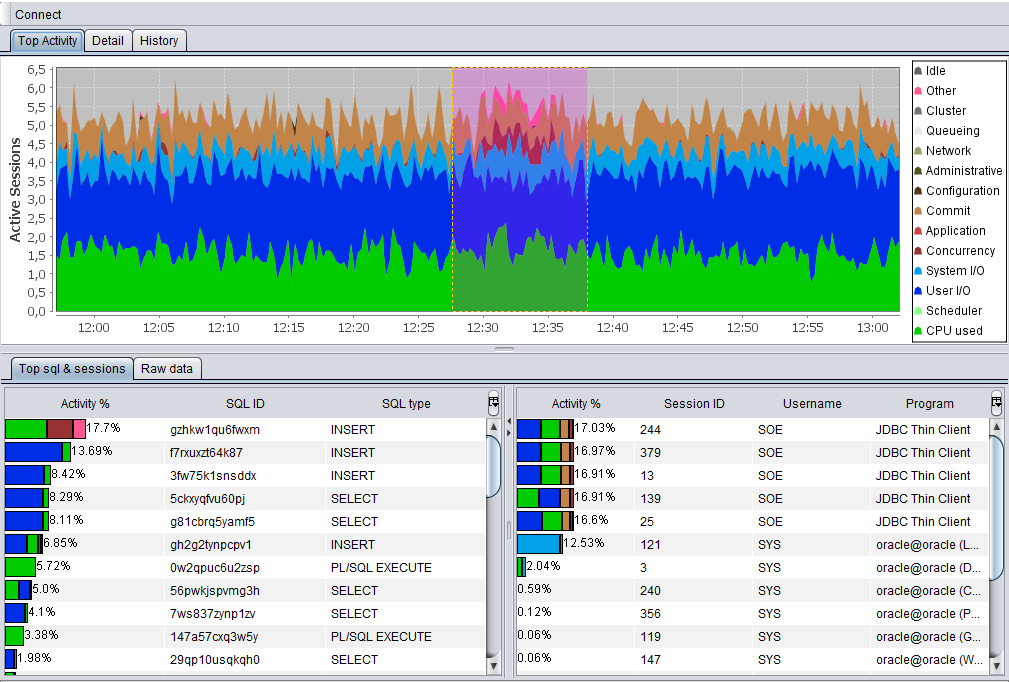 Connect
Top Activity Detail History
Active Sessions
6,5
6,0
5,5
5,0
4,5
4,0
3,5
3,0
2,5
2,0
1,5
1,0
0,5
0,0
12:00 12:05 12:10 12:15 12:20 12:25 12:30 12:35 12:40 12:45 12:50 12:55 13:00
Idle
Other
Cluster
Queueing
Network
Administrative
Configuration
Commit
Application
Concurrency
System I/O
User I/O
Scheduler
CPU used
Top sql & sessions Raw data
Activity % SQL ID SQL type
17.7% gzhkw1qu6fwxm INSERT
13.69% f7rxuxzt64k87 INSERT
8.42% 3fw75k1snsddx INSERT
8.29% 5ckxyqfvu60pj SELECT
8.11% g81cbrq5yamf5 SELECT
6.85% gh2g2tynpcpv1 INSERT
5.72% 0w2qpuc6u2zsp PL/SQL EXECUTE
5.0% 56pwkjspvmg3h SELECT
4.1% 7ws837zynp1zv SELECT
3.38% 147a57cxq3w5y PL/SQL EXECUTE
1.98% 29qp10usqkqh0 SELECT
Activity % Session ID Username Program
17.03% 244 SOE JDBC Thin Client
16.97% 379 SOE JDBC Thin Client
16.91% 13 SOE JDBC Thin Client
16.91% 139 SOE JDBC Thin Client
16.6% 25 SOE JDBC Thin Client
12.53% 121 SYS oracle@oracle (L...
2.04% 3 SYS oracle@oracle (D...
0.59% 240 SYS oracle@oracle (C...
0.12% 356 SYS oracle@oracle (P...
0.06% 119 SYS oracle@oracle (G...
0.06% 147 SYS oracle@oracle (W...